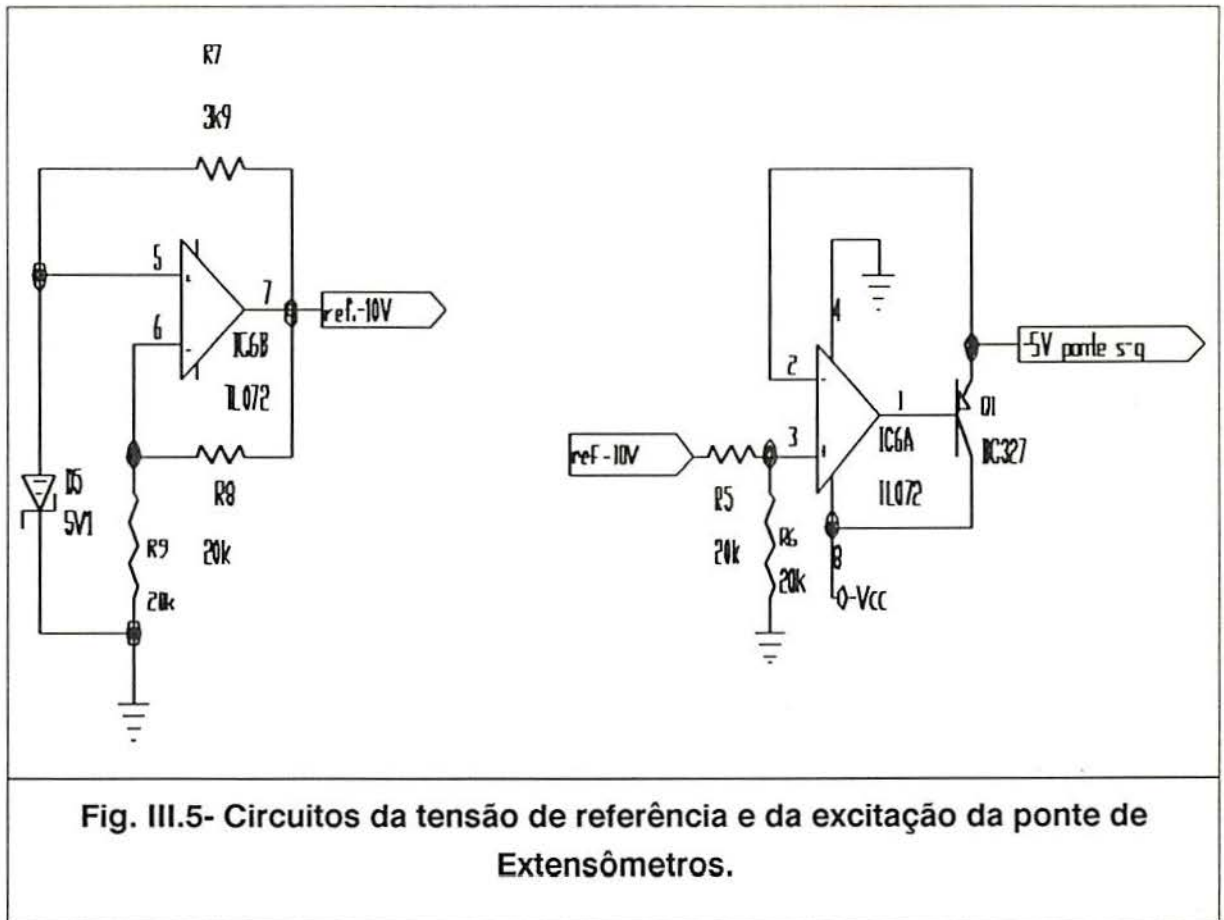 R7
3k9
5
7
ref.-10V
6
IC6B
TL072
R8
20k
D5
5V1
R9
20k
4
-5V ponte s-g
2
1
Q1
BC327
3
IC6A
TL072
ref -10V
R5
20k
R6
20k
8
-Vcc
Fig. III.5- Circuitos da tensão de referência e da excitação da ponte de
Extensômetros.